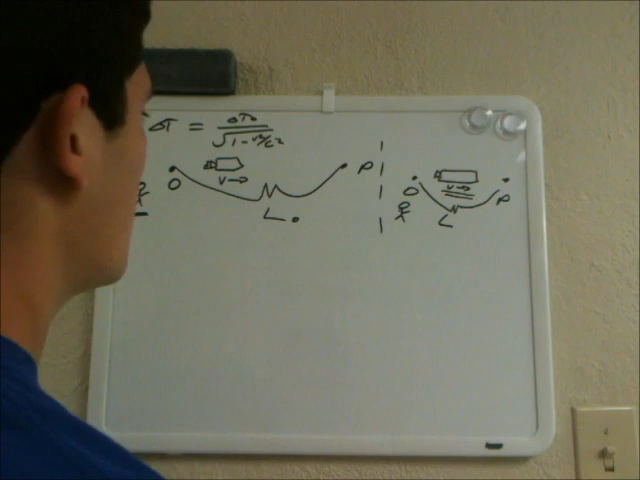 ΔT = ΔT₀ / √1 - v²/c²
V→
O
P
L
V→
O
P
L